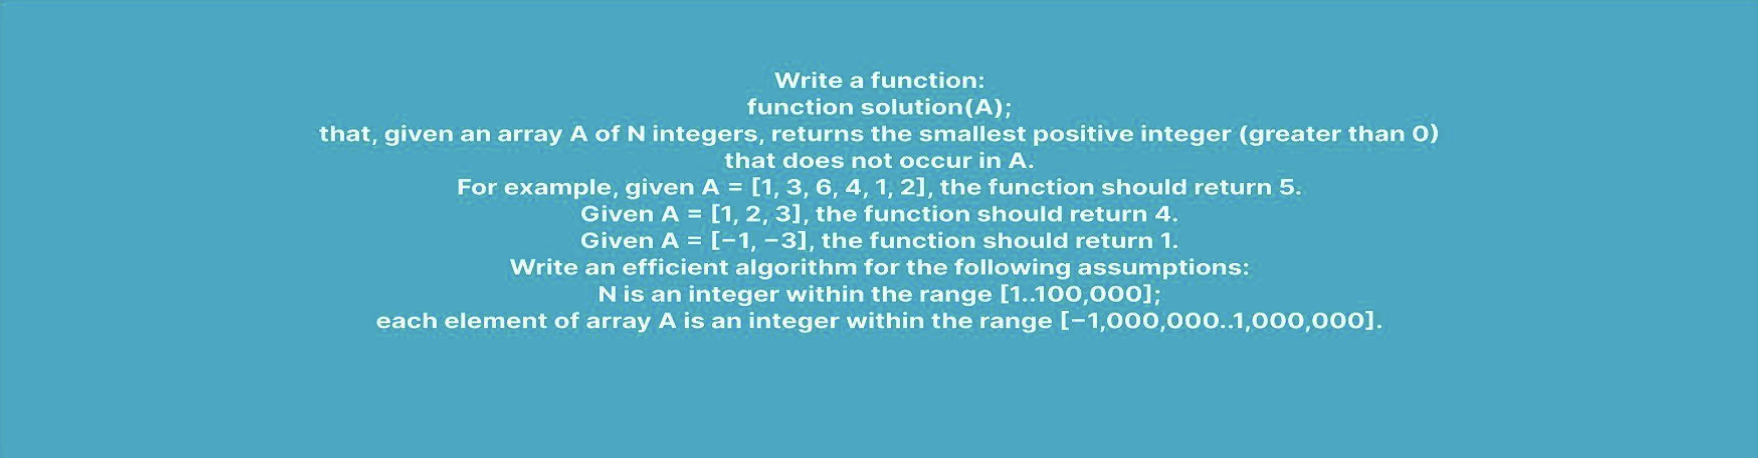 Write a function:
function solution(A);
that, given an array A of N integers, returns the smallest positive integer (greater than 0)
that does not occur in A.
For example, given A = [1, 3, 6, 4, 1, 2], the function should return 5.
Given A = [1, 2, 3], the function should return 4.
Given A = [−1, −3], the function should return 1.
Write an efficient algorithm for the following assumptions:
N is an integer within the range [1..100,000];
each element of array A is an integer within the range [−1,000,000..1,000,000].